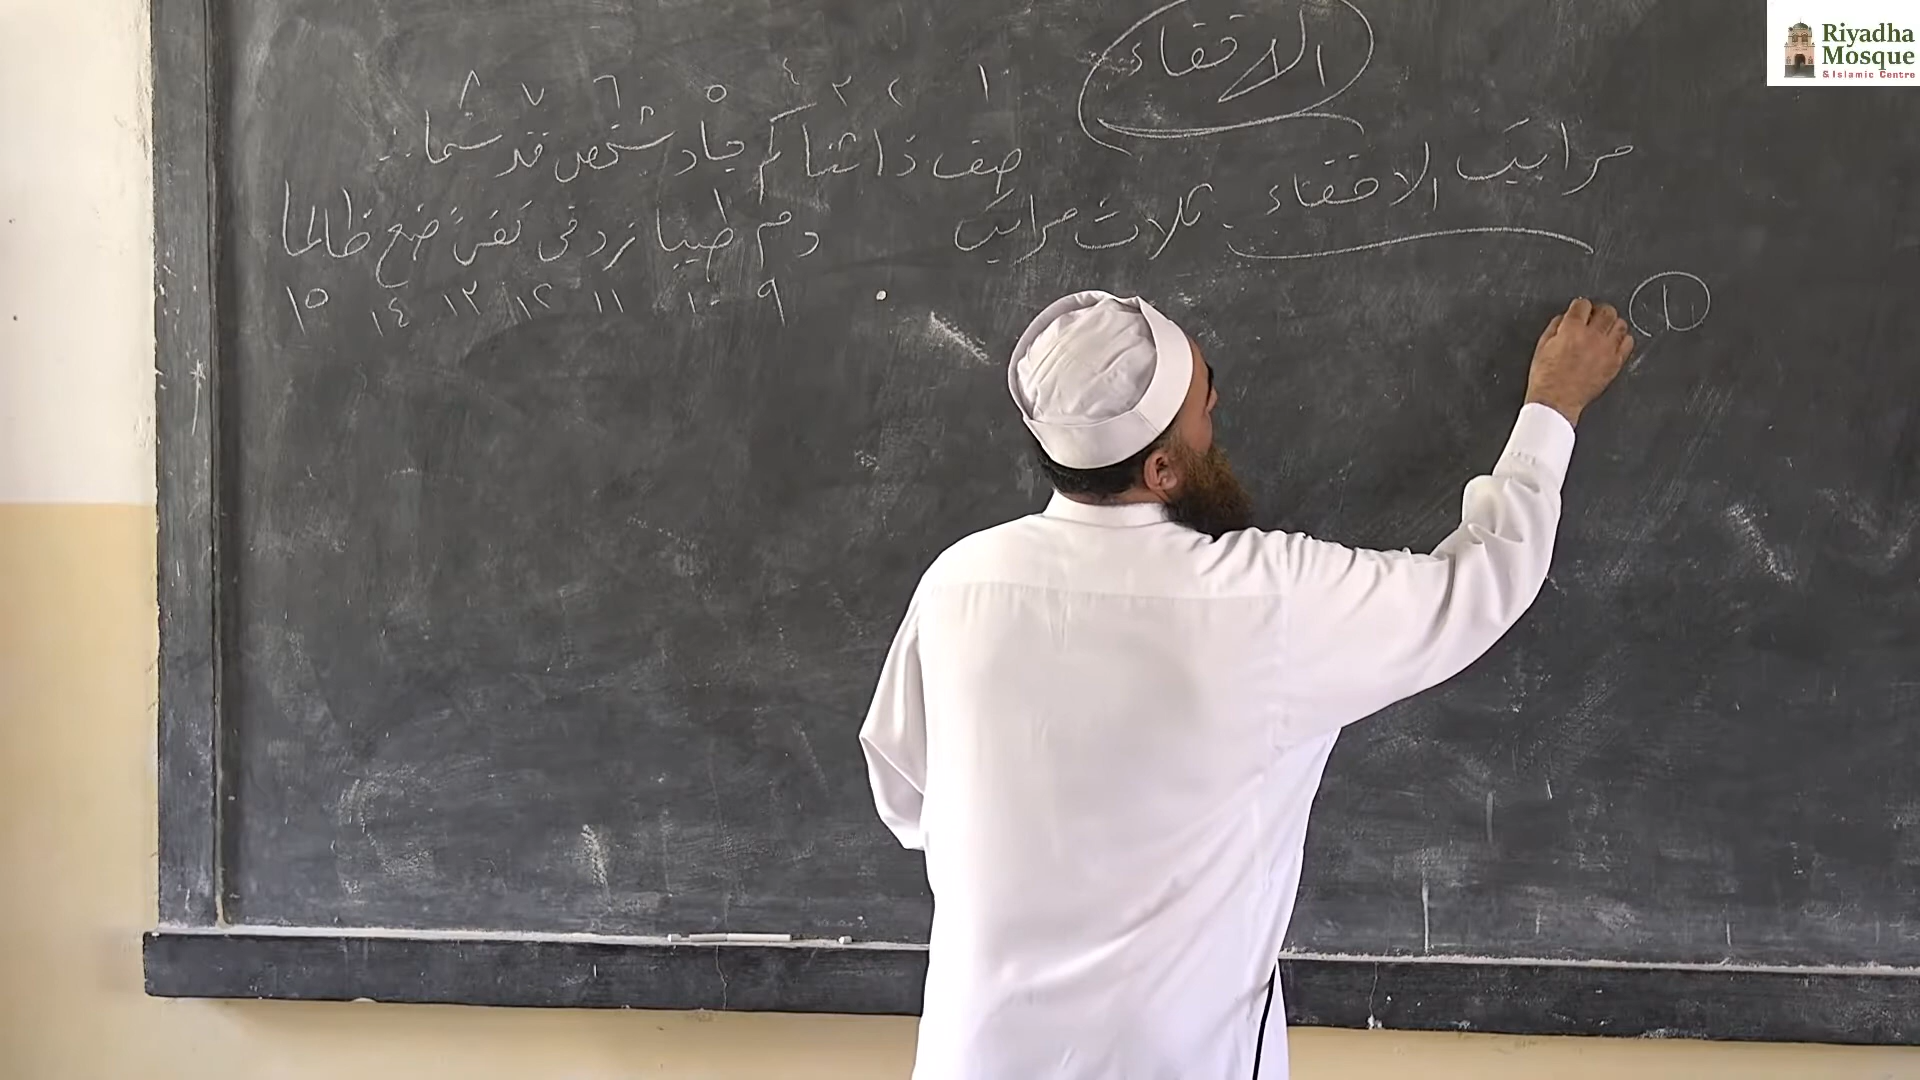 الاخفاء
مراتب الاخفاء ثلاث مراتب
١
١ ٢ ٣ ٤ ٥ ٦ ٧ ٨
صف ذا ثنا كم جاد شخص قد سما
دم طيبا زد في تقى ضع ظالما
٩ ١٠ ١١ ١٢ ١٣ ١٤ ١٥
Riyadha
Mosque
& Islamic Centre